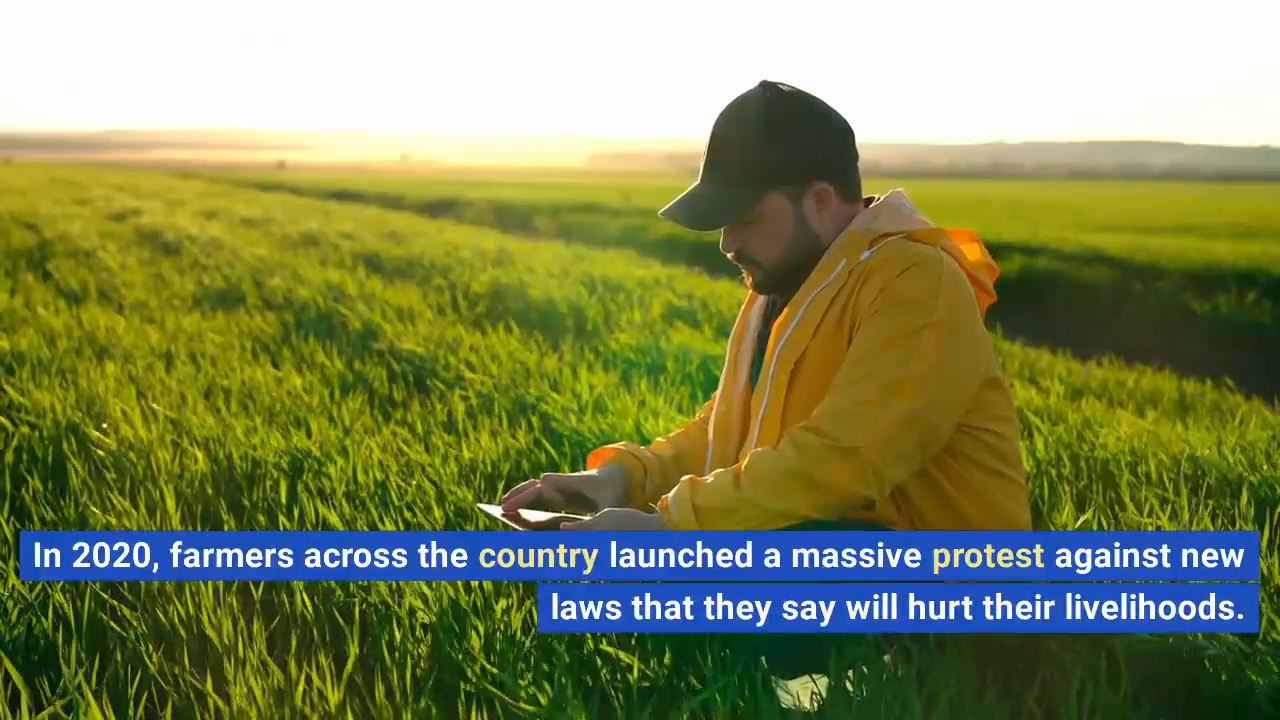 In 2020, farmers across the country launched a massive protest against new
laws that they say will hurt their livelihoods.